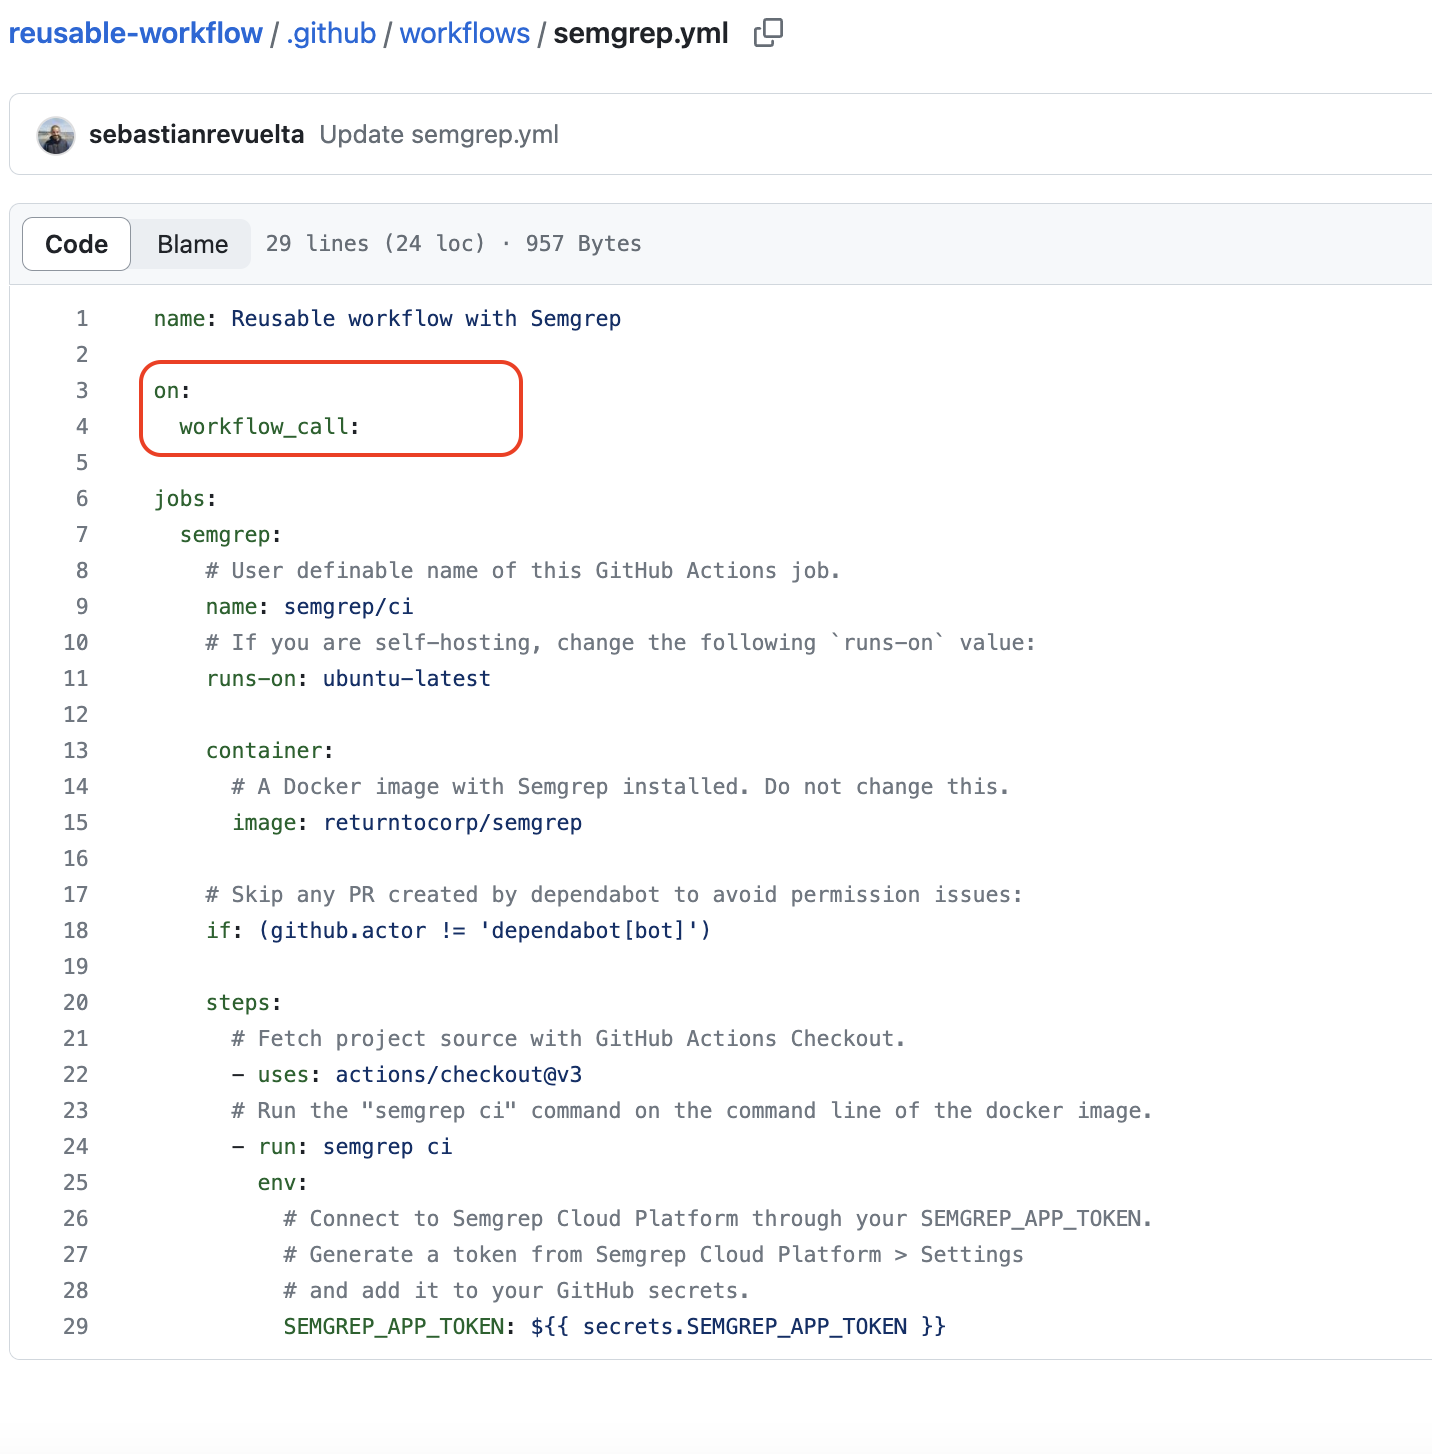 reusable-workflow / .github / workflows / semgrep.yml
sebastianrevuelta Update semgrep.yml
Code Blame 29 lines (24 loc) · 957 Bytes
1 name: Reusable workflow with Semgrep
2
3 on:
4   workflow_call:
5
6 jobs:
7   semgrep:
8     # User definable name of this GitHub Actions job.
9     name: semgrep/ci
10     # If you are self-hosting, change the following `runs-on` value:
11     runs-on: ubuntu-latest
12
13     container:
14       # A Docker image with Semgrep installed. Do not change this.
15       image: returntocorp/semgrep
16
17     # Skip any PR created by dependabot to avoid permission issues:
18     if: (github.actor != 'dependabot[bot]')
19
20     steps:
21       # Fetch project source with GitHub Actions Checkout.
22       - uses: actions/checkout@v3
23       # Run the "semgrep ci" command on the command line of the docker image.
24       - run: semgrep ci
25         env:
26           # Connect to Semgrep Cloud Platform through your SEMGREP_APP_TOKEN.
27           # Generate a token from Semgrep Cloud Platform > Settings
28           # and add it to your GitHub secrets.
29           SEMGREP_APP_TOKEN: ${{ secrets.SEMGREP_APP_TOKEN }}